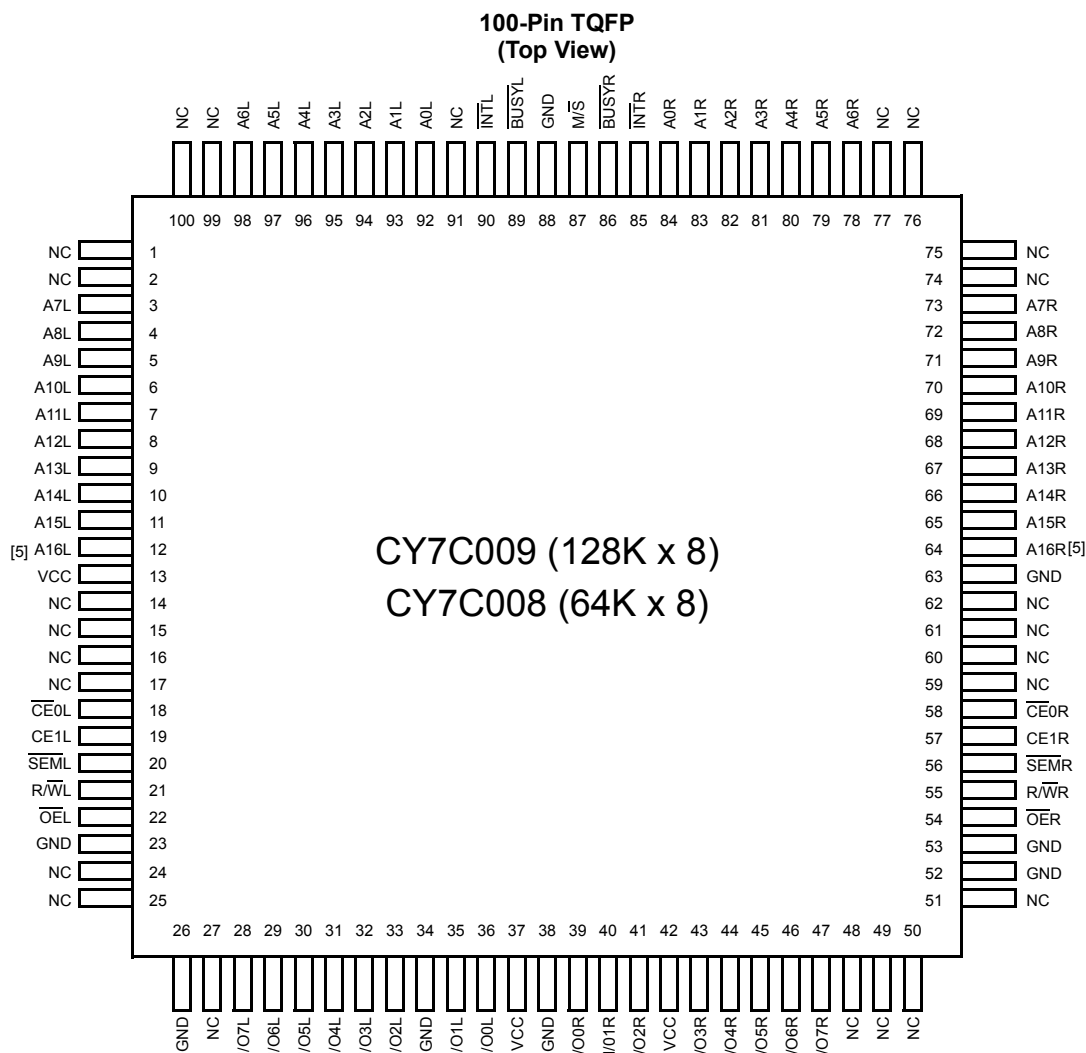 100-Pin TQFP
(Top View)
NC NC A6L A5L A4L A3L A2L A1L A0L NC INTL BUSYL GND M/S BUSYR INTR A0R A1R A2R A3R A4R A5R A6R NC NC
100 99 98 97 96 95 94 93 92 91 90 89 88 87 86 85 84 83 82 81 80 79 78 77 76
NC 1 75 NC
NC 2 74 NC
A7L 3 73 A7R
A8L 4 72 A8R
A9L 5 71 A9R
A10L 6 70 A10R
A11L 7 69 A11R
A12L 8 68 A12R
A13L 9 67 A13R
A14L 10 66 A14R
A15L 11 65 A15R
[5] A16L 12 64 A16R[5]
VCC 13 63 GND
NC 14 62 NC
NC 15 61 NC
NC 16 60 NC
NC 17 59 NC
CE0L 18 58 CE0R
CE1L 19 57 CE1R
SEML 20 56 SEMR
R/WL 21 55 R/WR
OEL 22 54 OER
GND 23 53 GND
NC 24 52 GND
NC 25 51 NC
CY7C009 (128K x 8)
CY7C008 (64K x 8)
26 27 28 29 30 31 32 33 34 35 36 37 38 39 40 41 42 43 44 45 46 47 48 49 50
GND NC /O7L /O6L /O5L /O4L /O3L /O2L GND /O1L /O0L VCC GND /O0R I/01R /O2R VCC /O3R /O4R /O5R /O6R /O7R NC NC NC